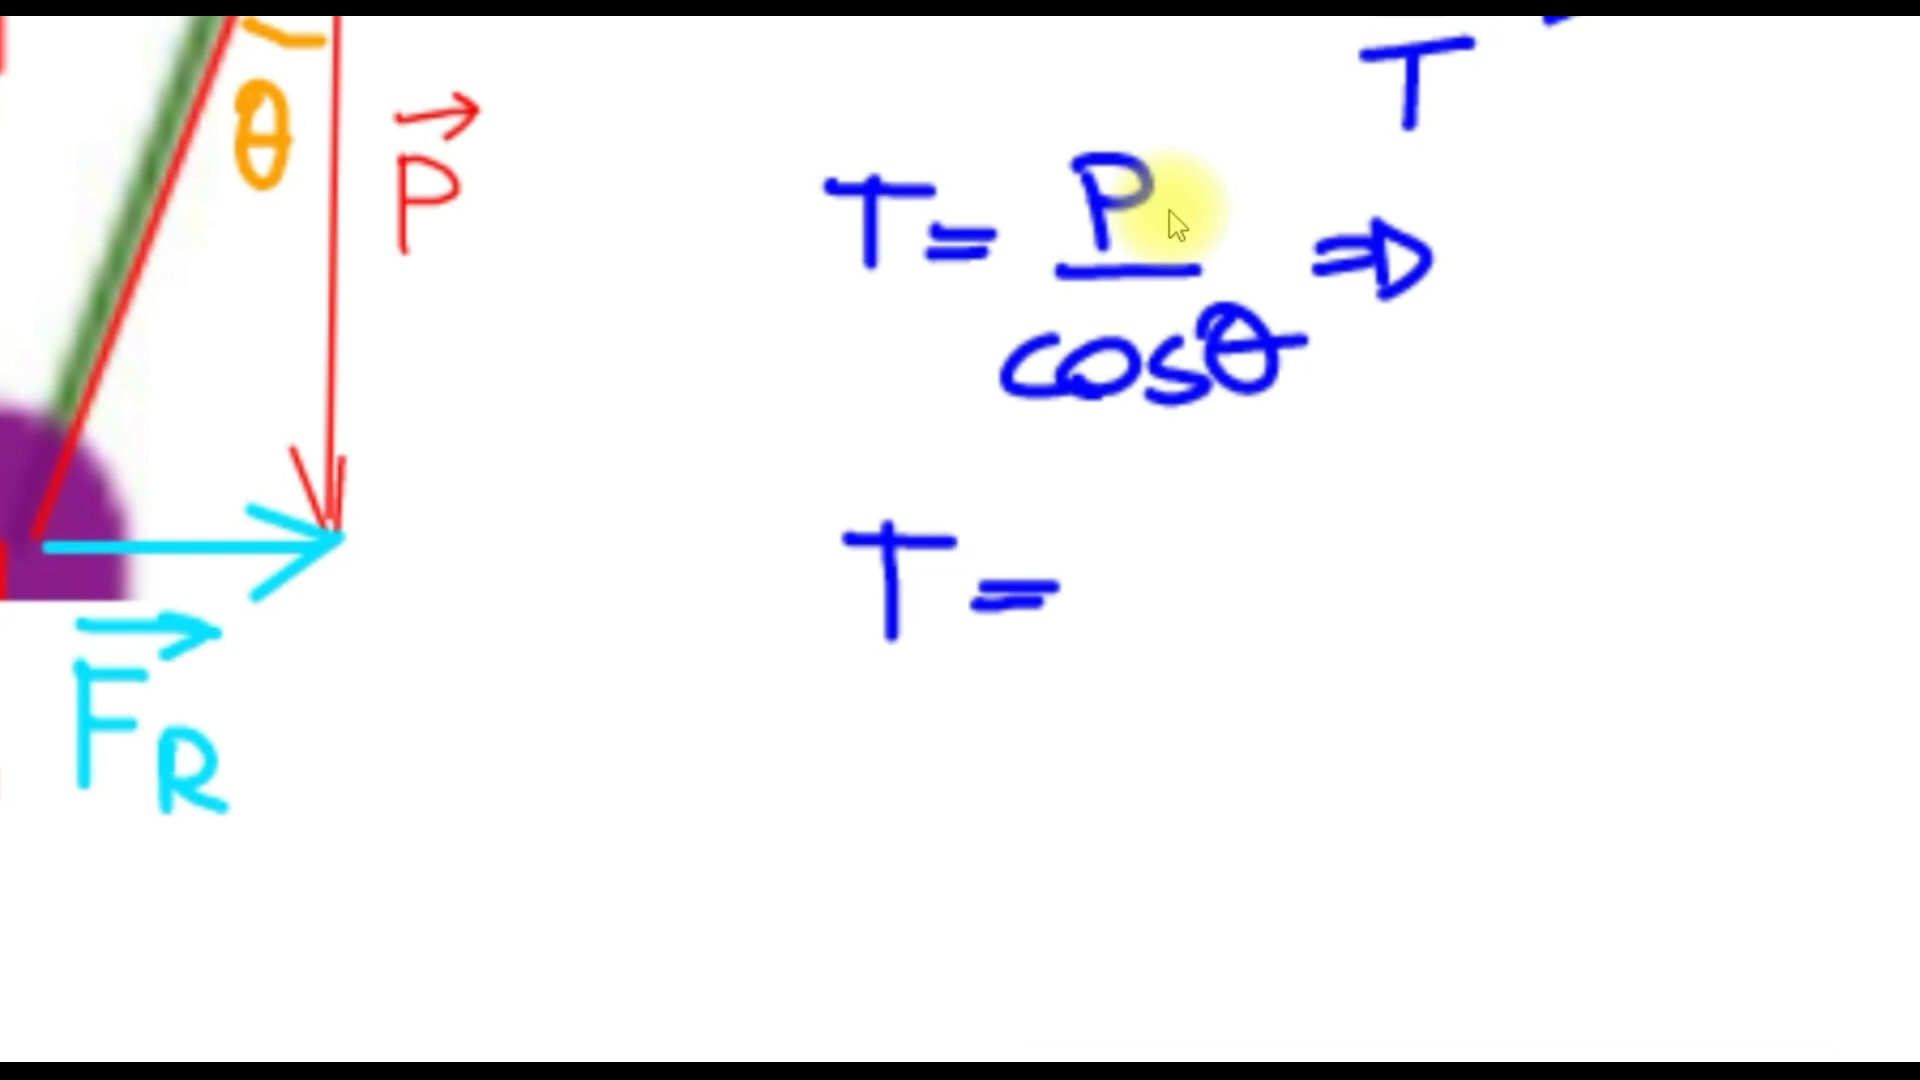 T
θ
P
T = P / cosθ ⇒
T =
F_R